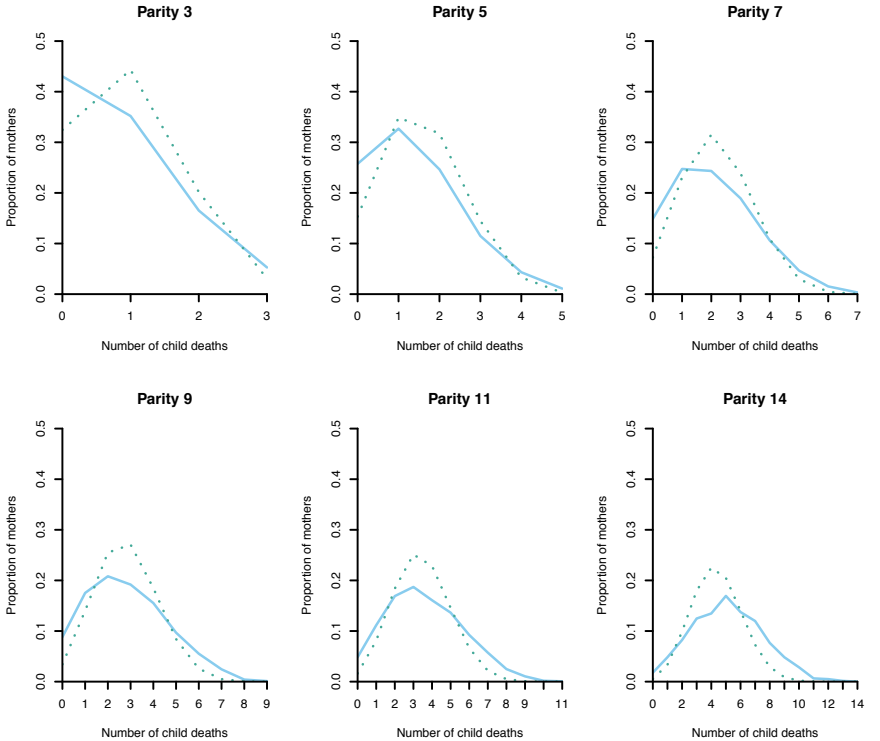 Parity 3
Parity 5
Parity 7
Proportion of mothers
0.0 0.1 0.2 0.3 0.4 0.5
0 1 2 3
Number of child deaths
Proportion of mothers
0.0 0.1 0.2 0.3 0.4 0.5
0 1 2 3 4 5
Number of child deaths
Proportion of mothers
0.0 0.1 0.2 0.3 0.4 0.5
0 1 2 3 4 5 6 7
Number of child deaths
Parity 9
Parity 11
Parity 14
Proportion of mothers
0.0 0.1 0.2 0.3 0.4 0.5
0 1 2 3 4 5 6 7 8 9
Number of child deaths
Proportion of mothers
0.0 0.1 0.2 0.3 0.4 0.5
0 1 2 3 4 5 6 7 8 9 11
Number of child deaths
Proportion of mothers
0.0 0.1 0.2 0.3 0.4 0.5
0 2 4 6 8 10 12 14
Number of child deaths